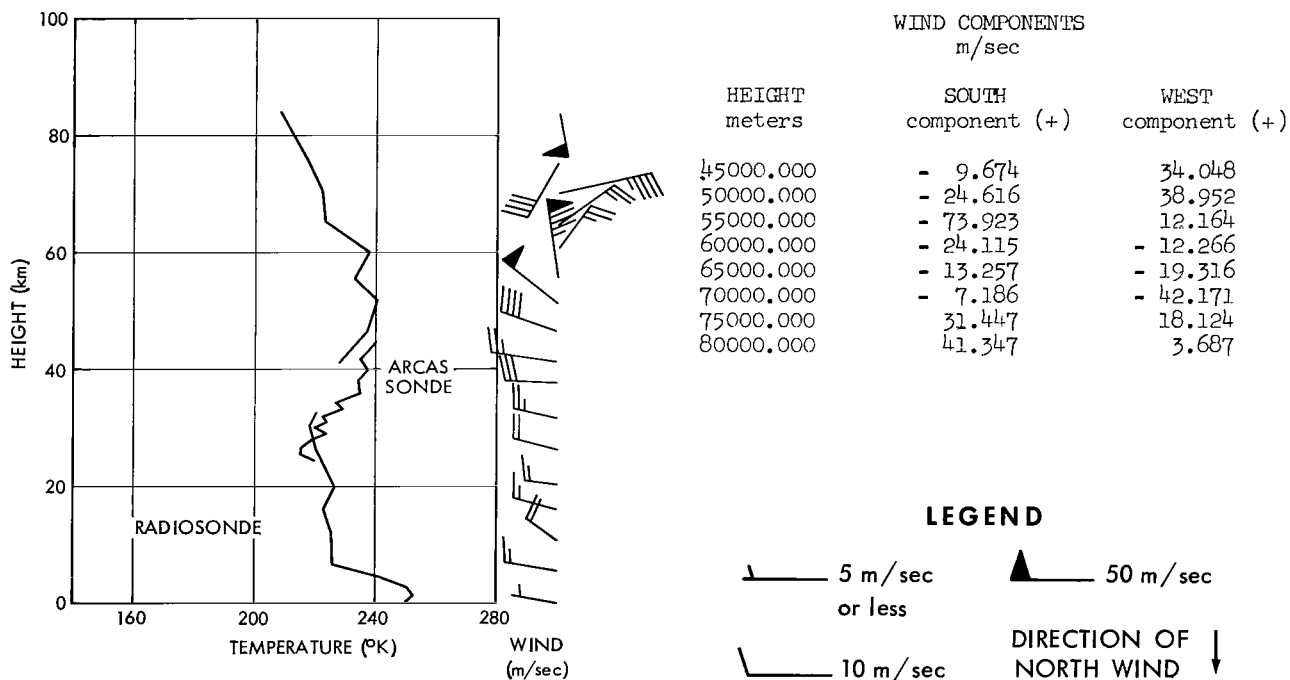 100
80
60
40
20
0
HEIGHT (km)
160
200
240
280
TEMPERATURE (°K)
WIND
(m/sec)
RADIOSONDE
ARCAS
SONDE
WIND COMPONENTS
m/sec
HEIGHT SOUTH WEST
meters component (+) component (+)
45000.000 - 9.674 34.048
50000.000 - 24.616 38.952
55000.000 - 73.923 12.164
60000.000 - 24.115 - 12.266
65000.000 - 13.257 - 19.316
70000.000 - 7.186 - 42.171
75000.000 31.447 18.124
80000.000 41.347 3.687
LEGEND
5 m/sec
or less
50 m/sec
10 m/sec
DIRECTION OF
NORTH WIND